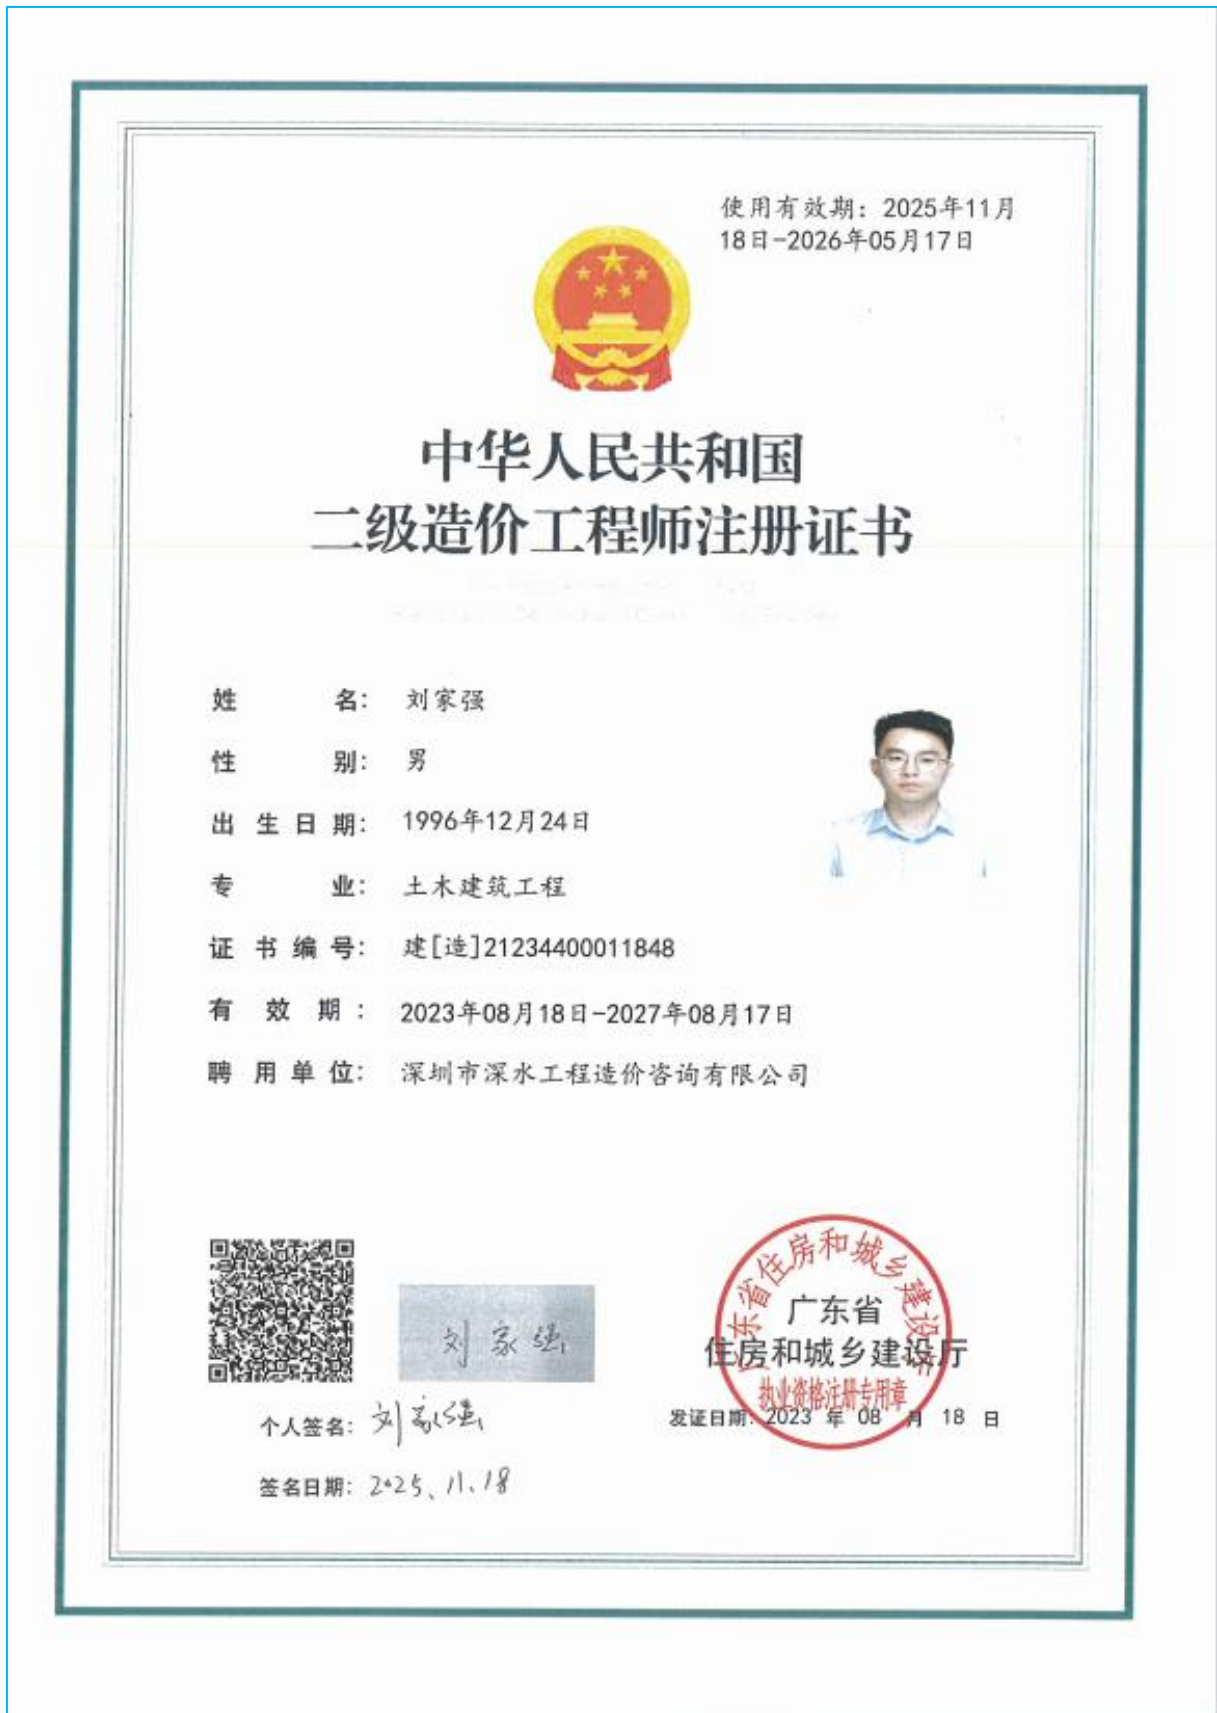 使用有效期：2025年11月
18日-2026年05月17日
中华人民共和国
二级造价工程师注册证书
姓名：刘家强
性别：男
出生日期：1996年12月24日
专业：土木建筑工程
证书编号：建[造]21234400011848
有效期：2023年08月18日-2027年08月17日
聘用单位：深圳市深水工程造价咨询有限公司
刘家强
个人签名：刘家强
签名日期：2025、11、18
广东省住房和城乡建设厅
广东省
住房和城乡建设厅
执业资格注册专用章
发证日期：2023年08月18日